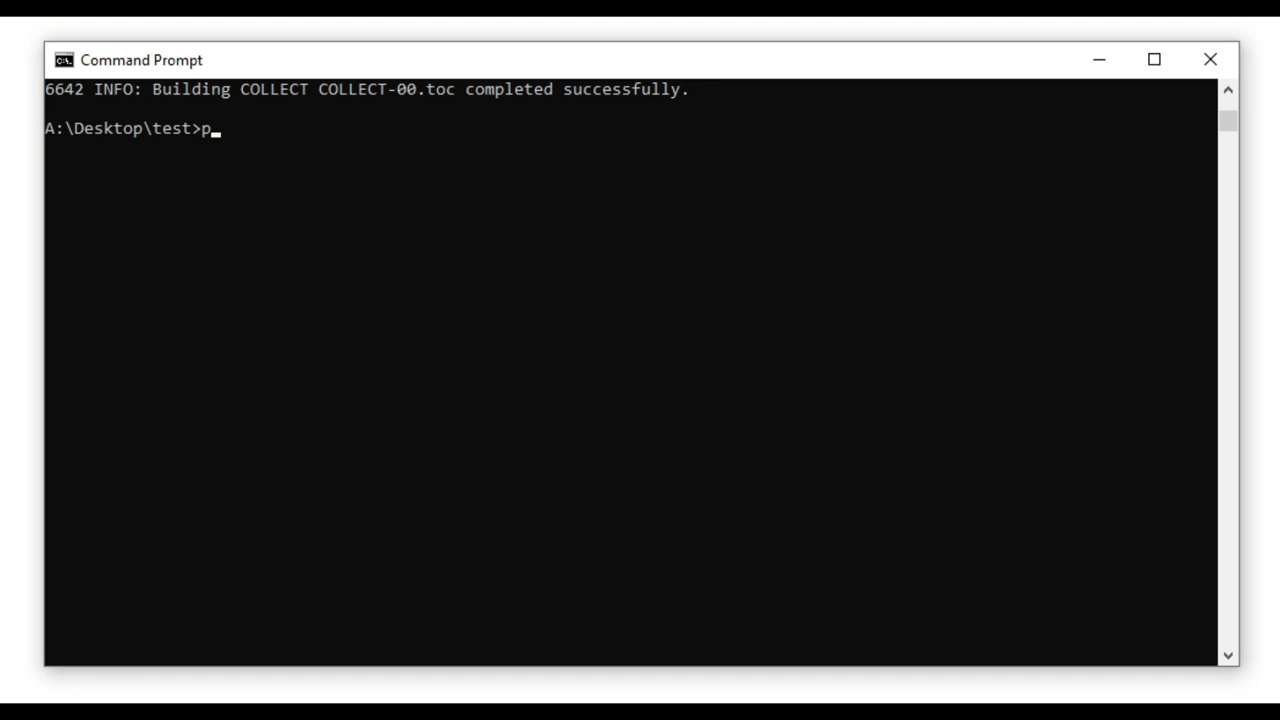 Command Prompt
6642 INFO: Building COLLECT COLLECT-00.toc completed successfully.
A:\Desktop\test>p